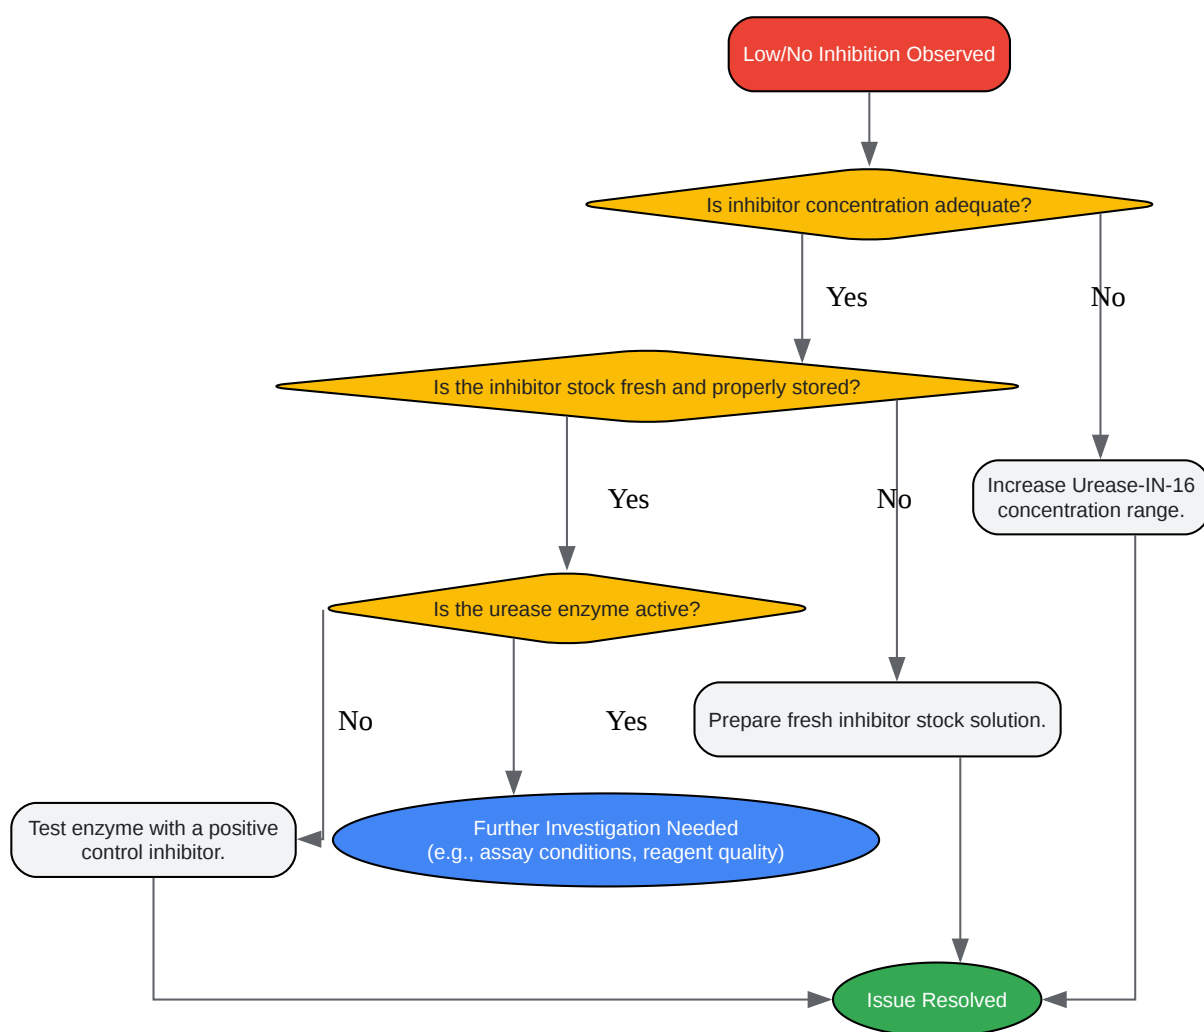 Low/No Inhibition Observed
Is inhibitor concentration adequate?
Yes
No
Is the inhibitor stock fresh and properly stored?
Yes
No
Increase Urease-IN-16
concentration range.
Is the urease enzyme active?
No
Yes
Prepare fresh inhibitor stock solution.
Test enzyme with a positive
control inhibitor.
Further Investigation Needed
(e.g., assay conditions, reagent quality)
Issue Resolved